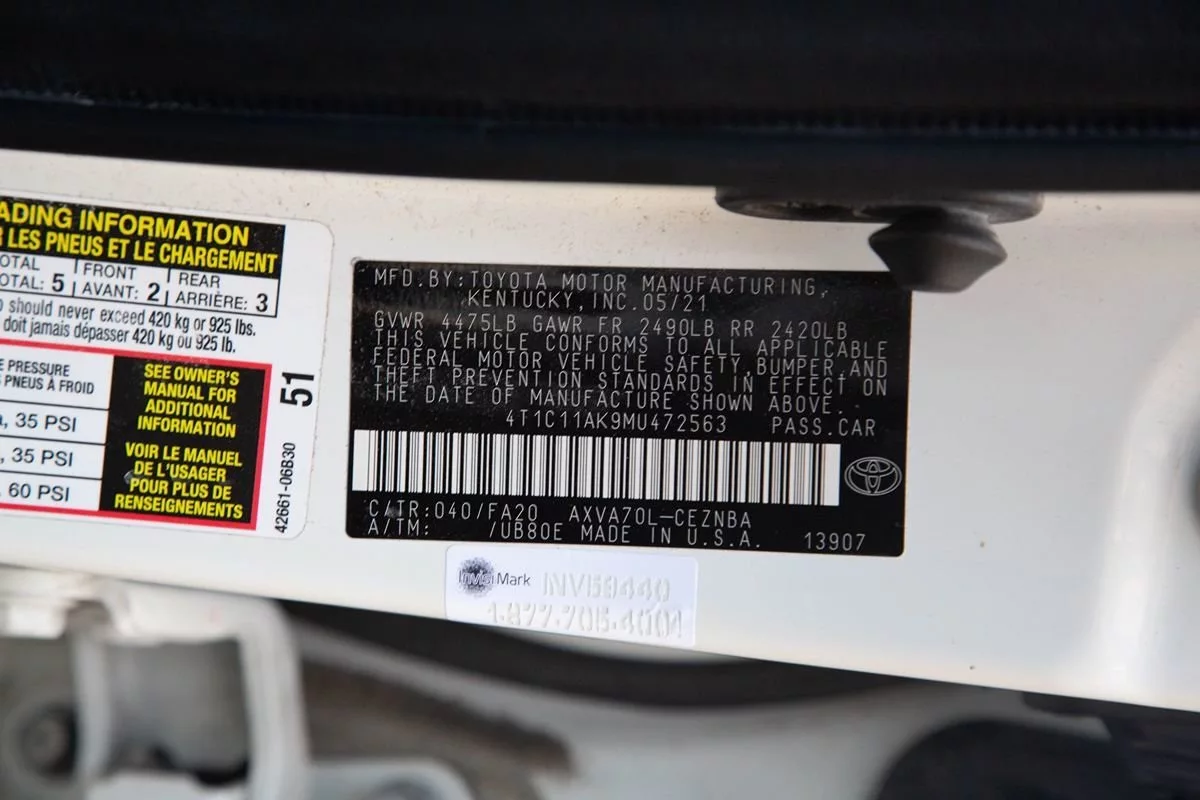 ADING INFORMATION
LES PNEUS ET LE CHARGEMENT
OTAL FRONT REAR
OTAL: 5 AVANT: 2 ARRIÈRE: 3
should never exceed 420 kg or 925 lbs.
doit jamais dépasser 420 kg ou 925 lb.
PRESSURE
PNEUS À FROID
, 35 PSI
, 35 PSI
60 PSI
SEE OWNER'S
MANUAL FOR
ADDITIONAL
INFORMATION
VOIR LE MANUEL
DE L'USAGER
POUR PLUS DE
RENSEIGNEMENTS
51
42661-06B30
MFD. BY: TOYOTA MOTOR MANUFACTURING,
KENTUCKY, INC. 05/21
GVWR 4475LB GAWR FR 2490LB RR 2420LB
THIS VEHICLE CONFORMS TO ALL APPLICABLE
FEDERAL MOTOR VEHICLE SAFETY, BUMPER, AND
THEFT PREVENTION STANDARDS IN EFFECT ON
THE DATE OF MANUFACTURE SHOWN ABOVE.
4T1C11AK9MU472563 PASS.CAR
C/TR: 040/FA20 AXVA70L-CEZNBA
A/TM: /UB80E MADE IN U.S.A. 13907
Invisi Mark INV59440
1.877.705.4001